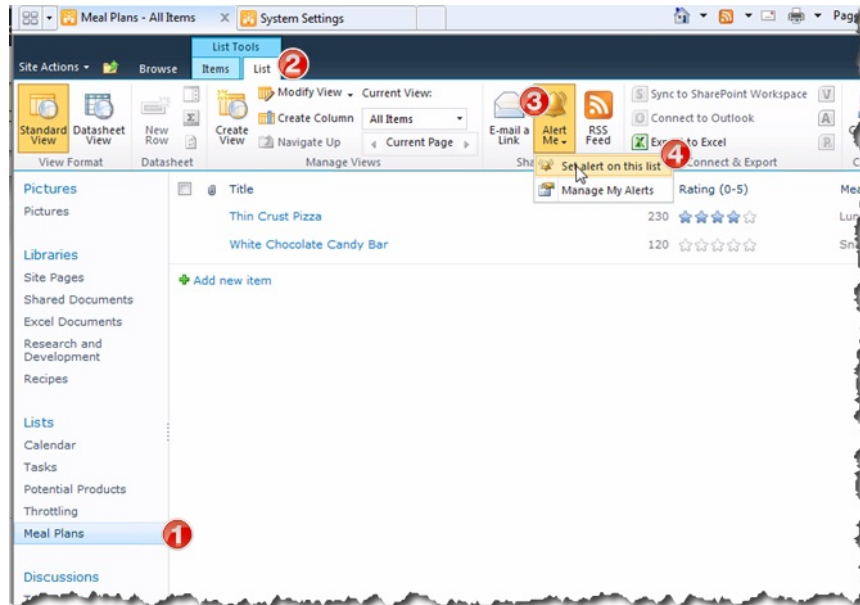 Meal Plans - All Items X System Settings
List Tools
Site Actions Browse Items List 2
Modify View Current View:
Sync to SharePoint Workspace
Create Column All Items
Connect to Outlook
Standard View Datasheet View New Row Create View
Navigate Up Current Page
E-mail a Link 3 Alert Me RSS Feed
to Excel 4
View Format Datasheet Manage Views Connect & Export
Set alert on this list
Manage My Alerts
Pictures
Title Rating (0-5)
Pictures
Thin Crust Pizza 230
White Chocolate Candy Bar 120
Libraries
Site Pages
Add new item
Shared Documents
Excel Documents
Research and
Development
Recipes
Lists
Calendar
Tasks
Potential Products
Throttling
Meal Plans 1
Discussions